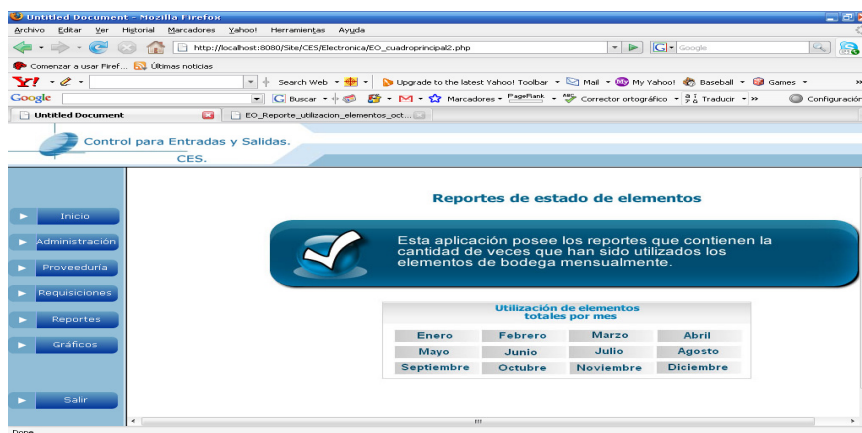 Untitled Document - Mozilla Firefox
Archivo Editar Ver Historial Marcadores Yahoo! Herramientas Ayuda
http://localhost:8080/Site/CES/Electronica/EO_cuadroprincipal2.php
G Google
Comenzar a usar Firef... Últimas noticias
Y! Search Web Upgrade to the latest Yahoo! Toolbar Mail My Yahoo! Baseball Games »
Google G Buscar Marcadores PageRank Corrector ortográfico Traducir » Configuración
Untitled Document EO_Reporte_utilizacion_elementos_oct...
Control para Entradas y Salidas.
CES.
Reportes de estado de elementos
Inicio
Administración
Proveeduría
Requisiciones
Reportes
Gráficos
Salir
Esta aplicación posee los reportes que contienen la
cantidad de veces que han sido utilizados los
elementos de bodega mensualmente.
Utilización de elementos
totales por mes
Enero Febrero Marzo Abril
Mayo Junio Julio Agosto
Septiembre Octubre Noviembre Diciembre
Done